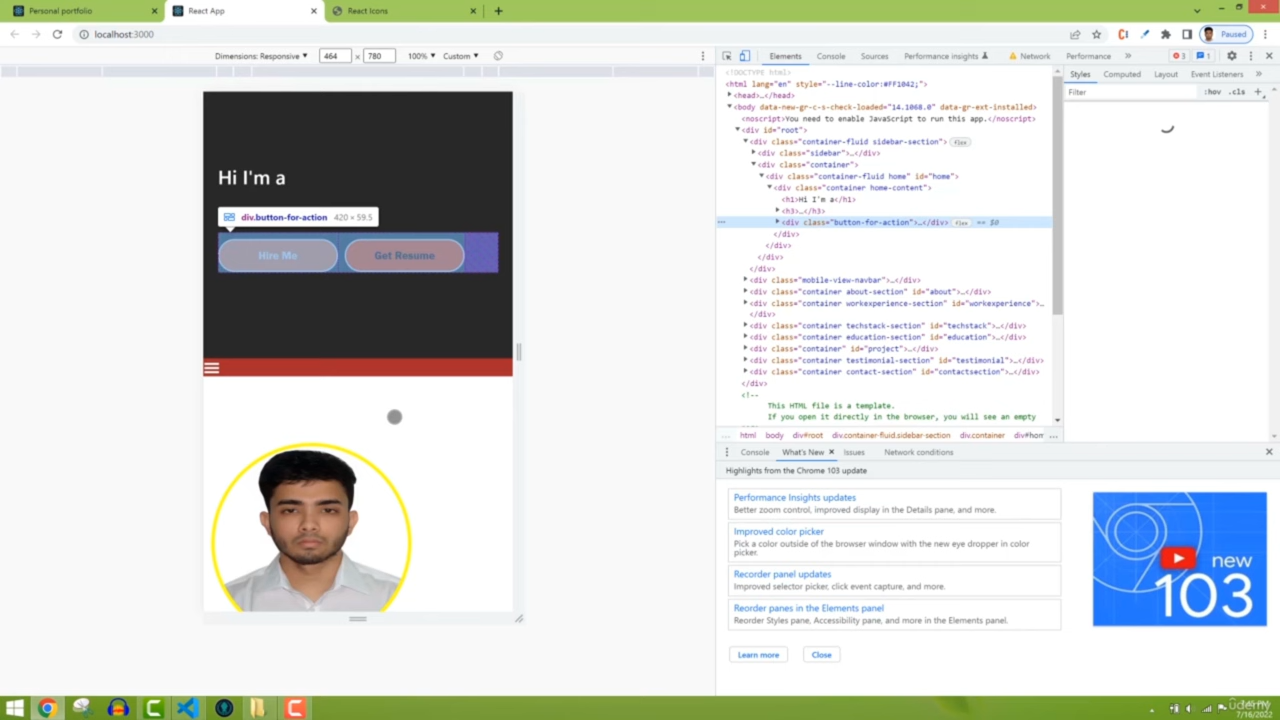 Personal portfolio
React App
React Icons
localhost:3000
Paused
Dimensions: Responsive
464 x 780
100%
Custom
Elements Console Sources Performance insights Network Performance
3
1
Hi I'm a
div.button-for-action 420 × 59.5
Hire Me
Get Resume
<!DOCTYPE html>
<html lang="en" style="--line-color:#FF1042;">
<head>…</head>
<body data-new-gr-c-s-check-loaded="14.1068.0" data-gr-ext-installed>
<noscript>You need to enable JavaScript to run this app.</noscript>
<div id="root">
<div class="container-fluid sidebar-section"> flex
<div class="sidebar">…</div>
<div class="container">
<div class="container-fluid home" id="home">
<div class="container home-content">
<h1>Hi I'm a</h1>
<h3>…</h3>
<div class="button-for-action">…</div> flex == $0
</div>
</div>
</div>
</div>
<div class="mobile-view-navbar">…</div>
<div class="container about-section" id="about">…</div>
<div class="container workexperience-section" id="workexperience">…
</div>
<div class="container techstack-section" id="techstack">…</div>
<div class="container education-section" id="education">…</div>
<div class="container" id="project">…</div>
<div class="container testimonial-section" id="testimonial">…</div>
<div class="container contact-section" id="contactsection">…</div>
</div>
<!--
This HTML file is a template.
If you open it directly in the browser, you will see an empty
… html body div#root div.container-fluid.sidebar-section div.container div#hom …
Styles Computed Layout Event Listeners
Filter :hov .cls +
Console What's New Issues Network conditions
Highlights from the Chrome 103 update
Performance Insights updates
Better zoom control, improved display in the Details pane, and more.
Improved color picker
Pick a color outside of the browser window with the new eye dropper in color
picker.
Recorder panel updates
Improved selector picker, click event capture, and more.
Reorder panes in the Elements panel
Reorder Styles pane, Accessibility pane, and more in the Elements panel.
Learn more
Close
new
103
Udemy
7/16/2022